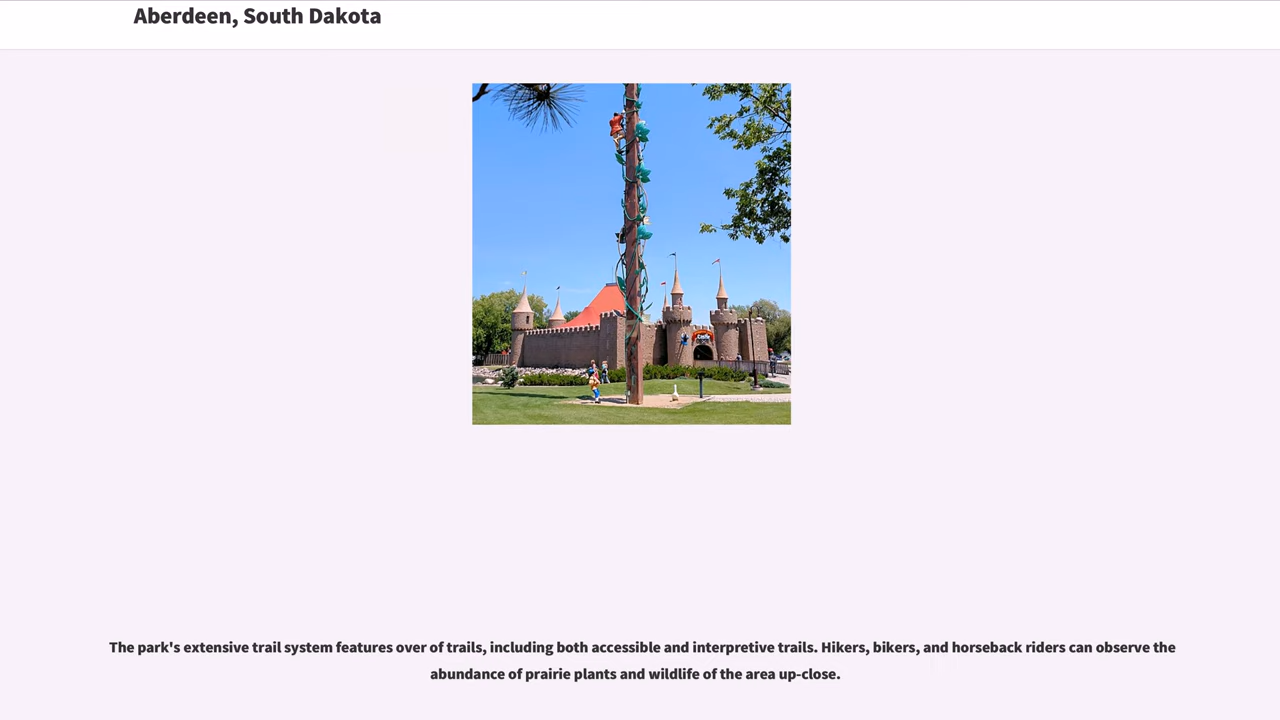 Aberdeen, South Dakota
The park's extensive trail system features over of trails, including both accessible and interpretive trails. Hikers, bikers, and horseback riders can observe the
abundance of prairie plants and wildlife of the area up-close.